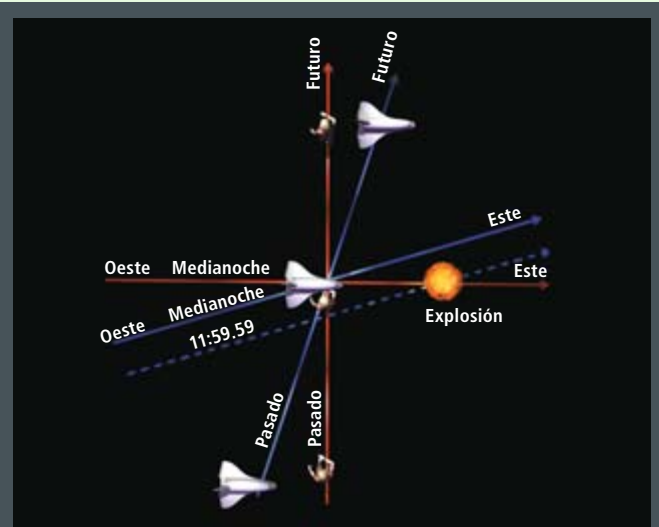 Futuro
Futuro
Este
Oeste Medianoche
Este
Oeste Medianoche
Explosión
11:59.59
Pasado
Pasado